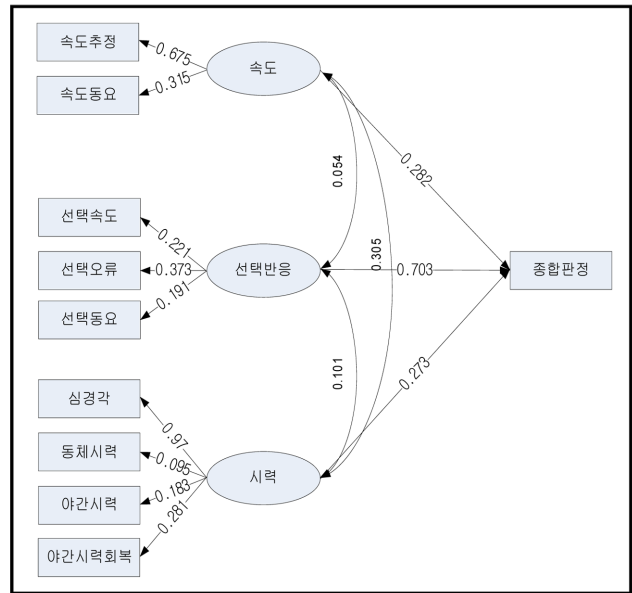 속도추정
속도동요
0.675
0.315
속도
0.054
0.282
선택속도
선택오류
선택동요
0.221
0.373
0.191
선택반응
0.305
0.703
종합판정
0.101
0.273
심경각
동체시력
야간시력
야간시력회복
0.97
0.095
0.183
0.281
시력